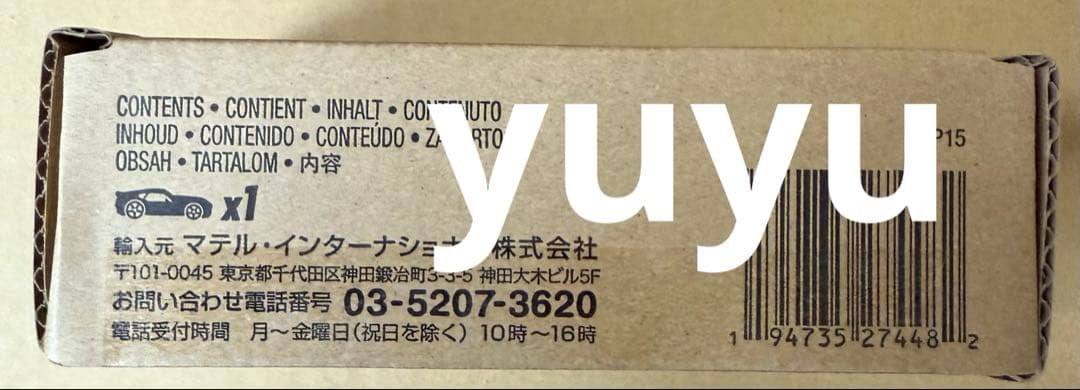 CONTENTS • CONTIENT • INHALT • CONTENUTO
INHOUD • CONTENIDO • CONTEÚDO •
OBSAH • TARTALOM • 内容
x1
輸入元 マテル・インターナショナル株式会社
〒101-0045 東京都千代田区神田鍛冶町3-3-5 神田大木ビル5F
お問い合わせ電話番号 03-5207-3620
電話受付時間 月〜金曜日(祝日を除く) 10時〜16時
yuyu
P15
1 94735 27448 2